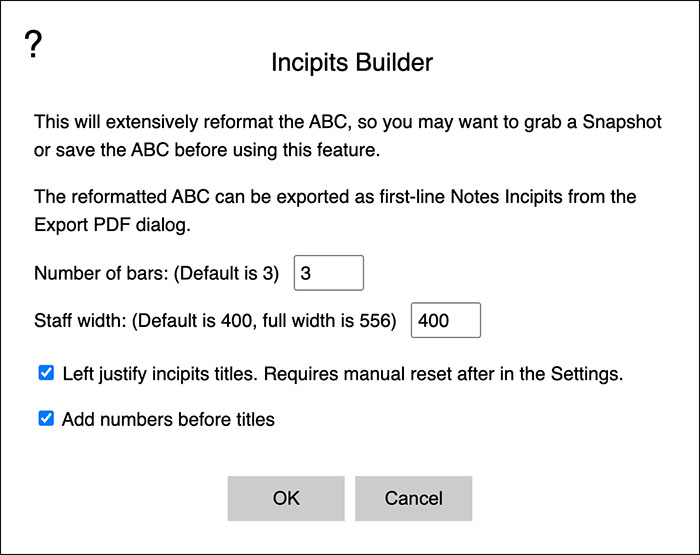 ?
Incipits Builder
This will extensively reformat the ABC, so you may want to grab a Snapshot
or save the ABC before using this feature.
The reformatted ABC can be exported as first-line Notes Incipits from the
Export PDF dialog.
Number of bars: (Default is 3) 3
Staff width: (Default is 400, full width is 556) 400
Left justify incipits titles. Requires manual reset after in the Settings.
Add numbers before titles
OK Cancel